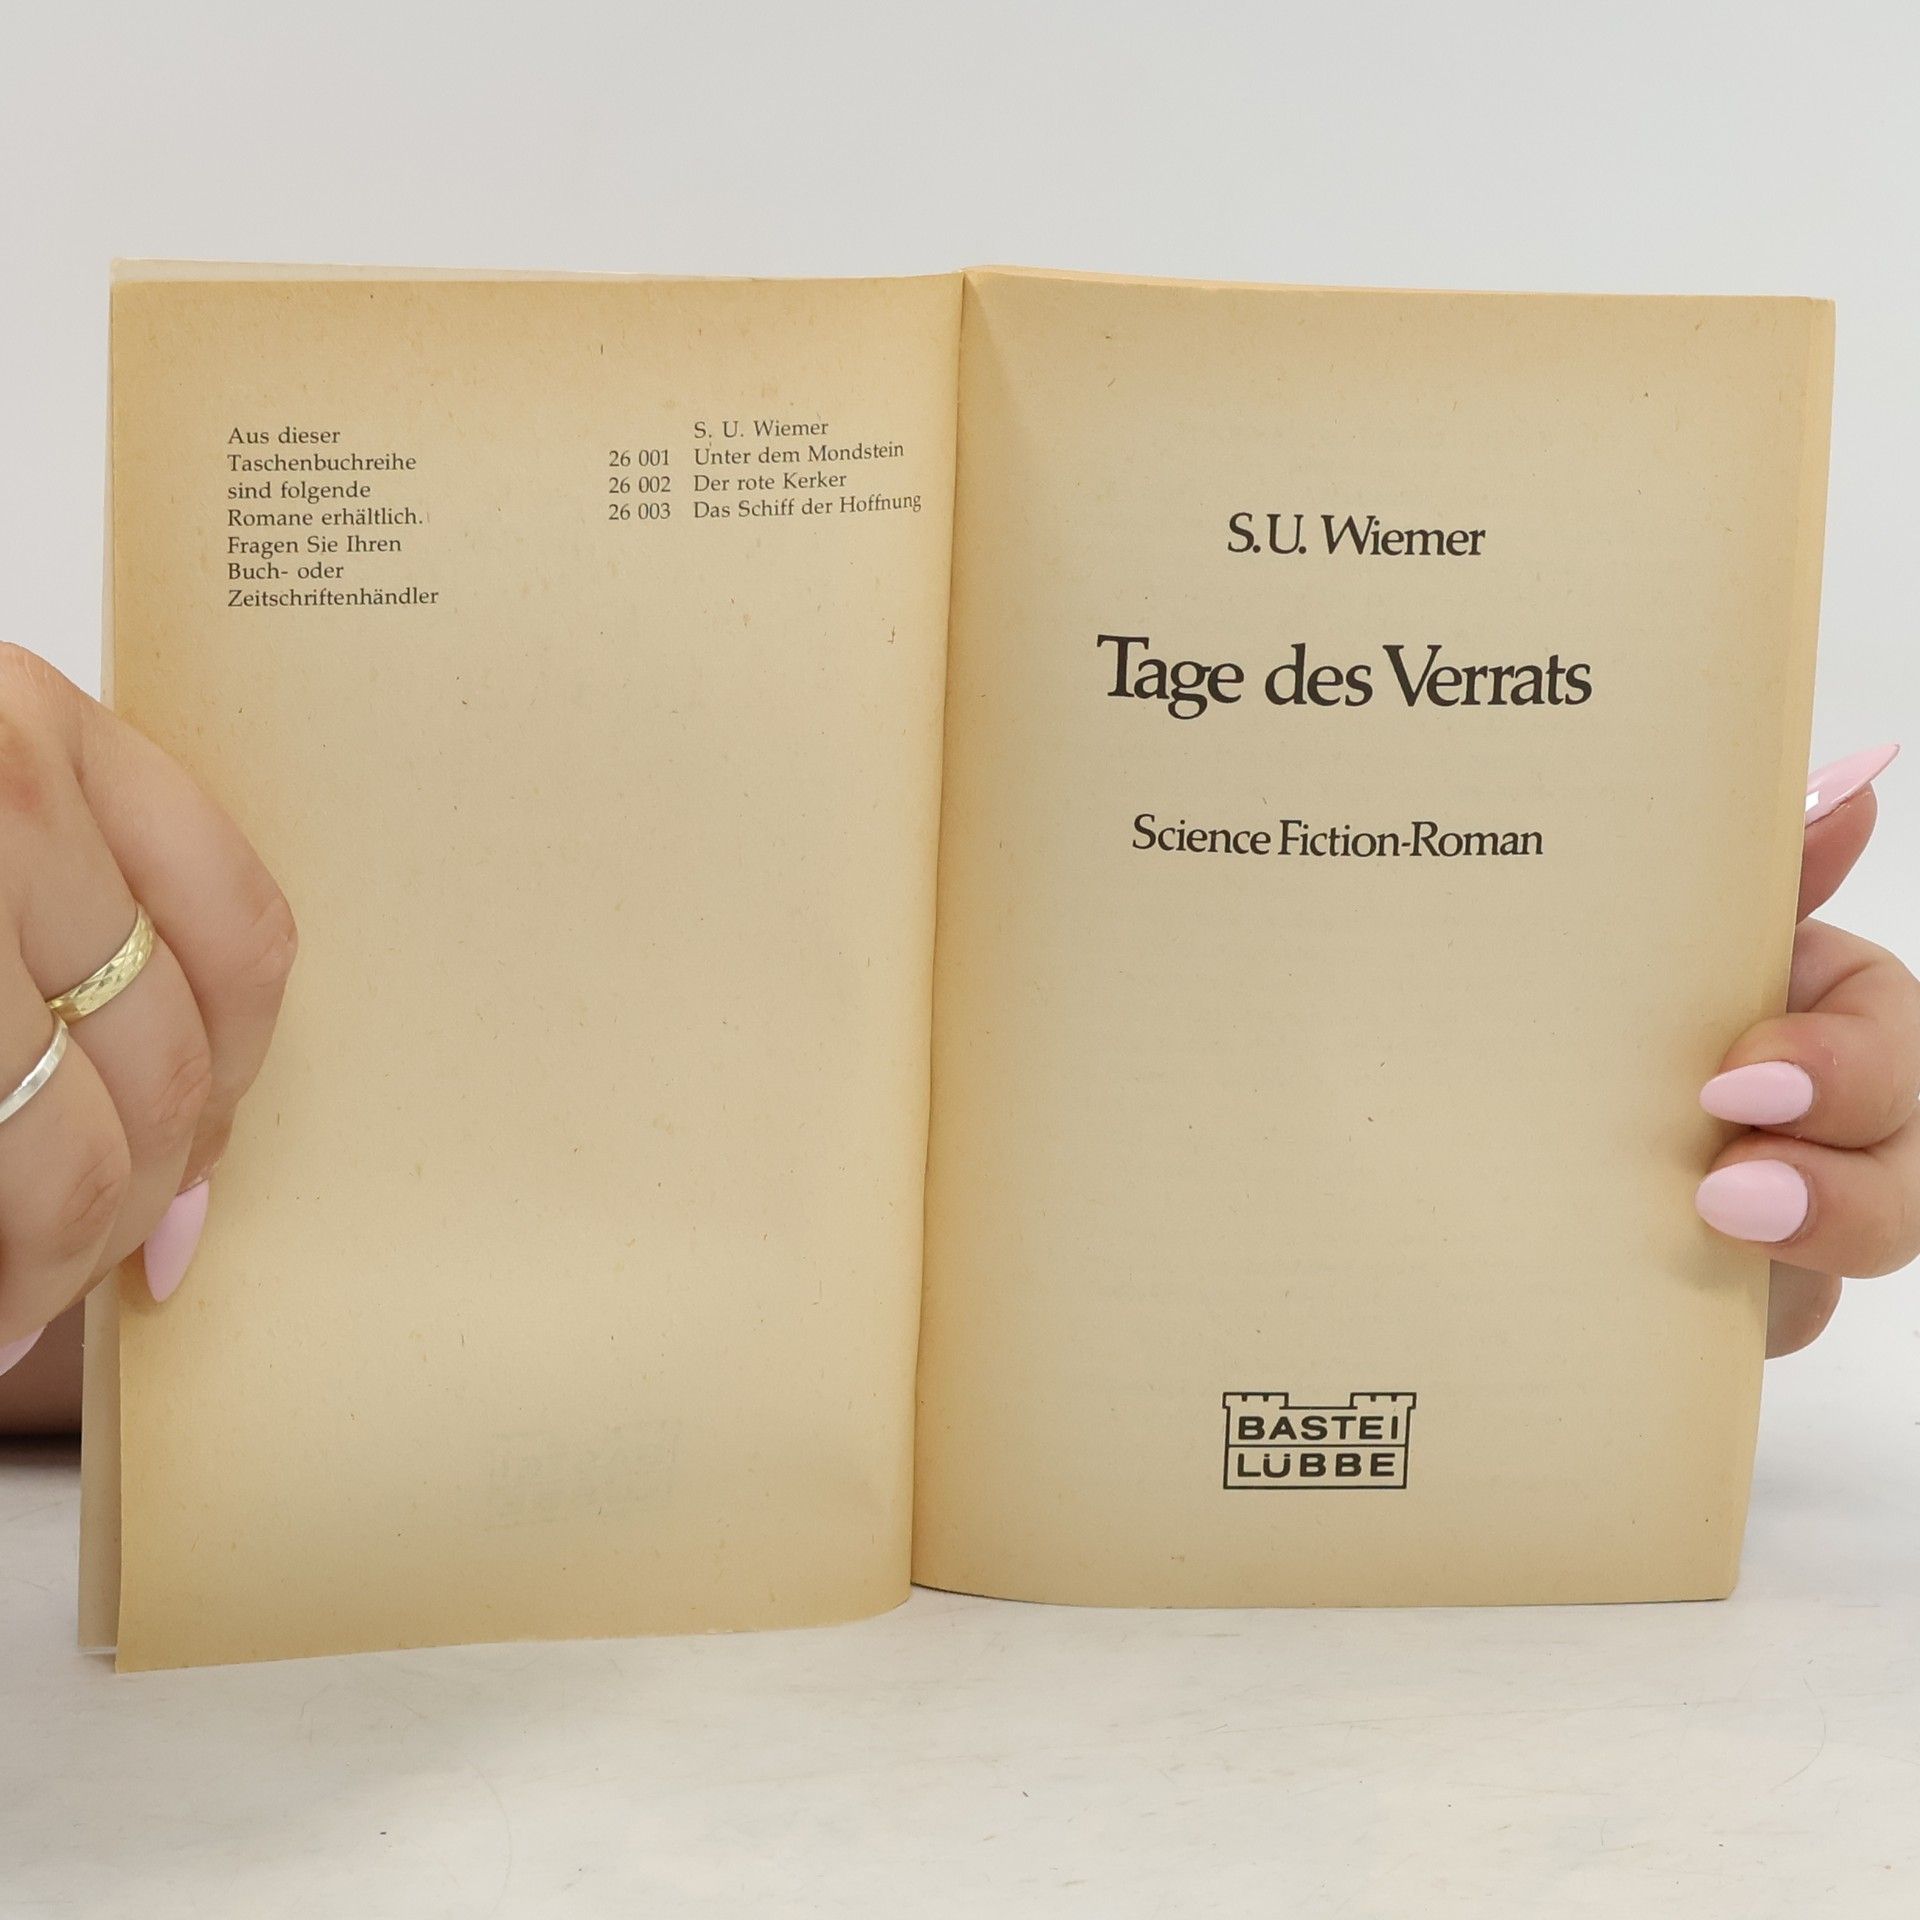 Aus dieser
Taschenbuchreihe
sind folgende
Romane erhältlich.
Fragen Sie Ihren
Buch- oder
Zeitschriftenhändler
S. U. Wiemer
26 001 Unter dem Mondstein
26 002 Der rote Kerker
26 003 Das Schiff der Hoffnung
S.U. Wiemer
Tage des Verrats
Science Fiction-Roman
BASTEI
LÜBBE